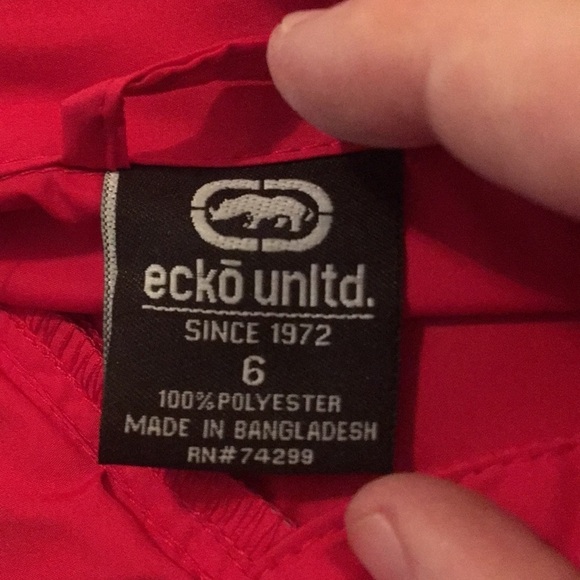 eckō unltd.
SINCE 1972
6
100% POLYESTER
MADE IN BANGLADESH
RN# 74299